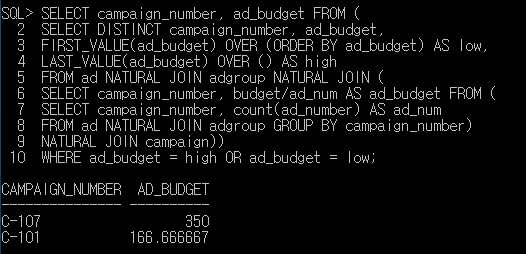 SQL> SELECT campaign_number, ad_budget FROM (
2 SELECT DISTINCT campaign_number, ad_budget,
3 FIRST_VALUE(ad_budget) OVER (ORDER BY ad_budget) AS low,
4 LAST_VALUE(ad_budget) OVER () AS high
5 FROM ad NATURAL JOIN adgroup NATURAL JOIN (
6 SELECT campaign_number, budget/ad_num AS ad_budget FROM (
7 SELECT campaign_number, count(ad_number) AS ad_num
8 FROM ad NATURAL JOIN adgroup GROUP BY campaign_number)
9 NATURAL JOIN campaign))
10 WHERE ad_budget = high OR ad_budget = low;
CAMPAIGN_NUMBER AD_BUDGET
--------------- ----------
C-107 350
C-101 166.666667